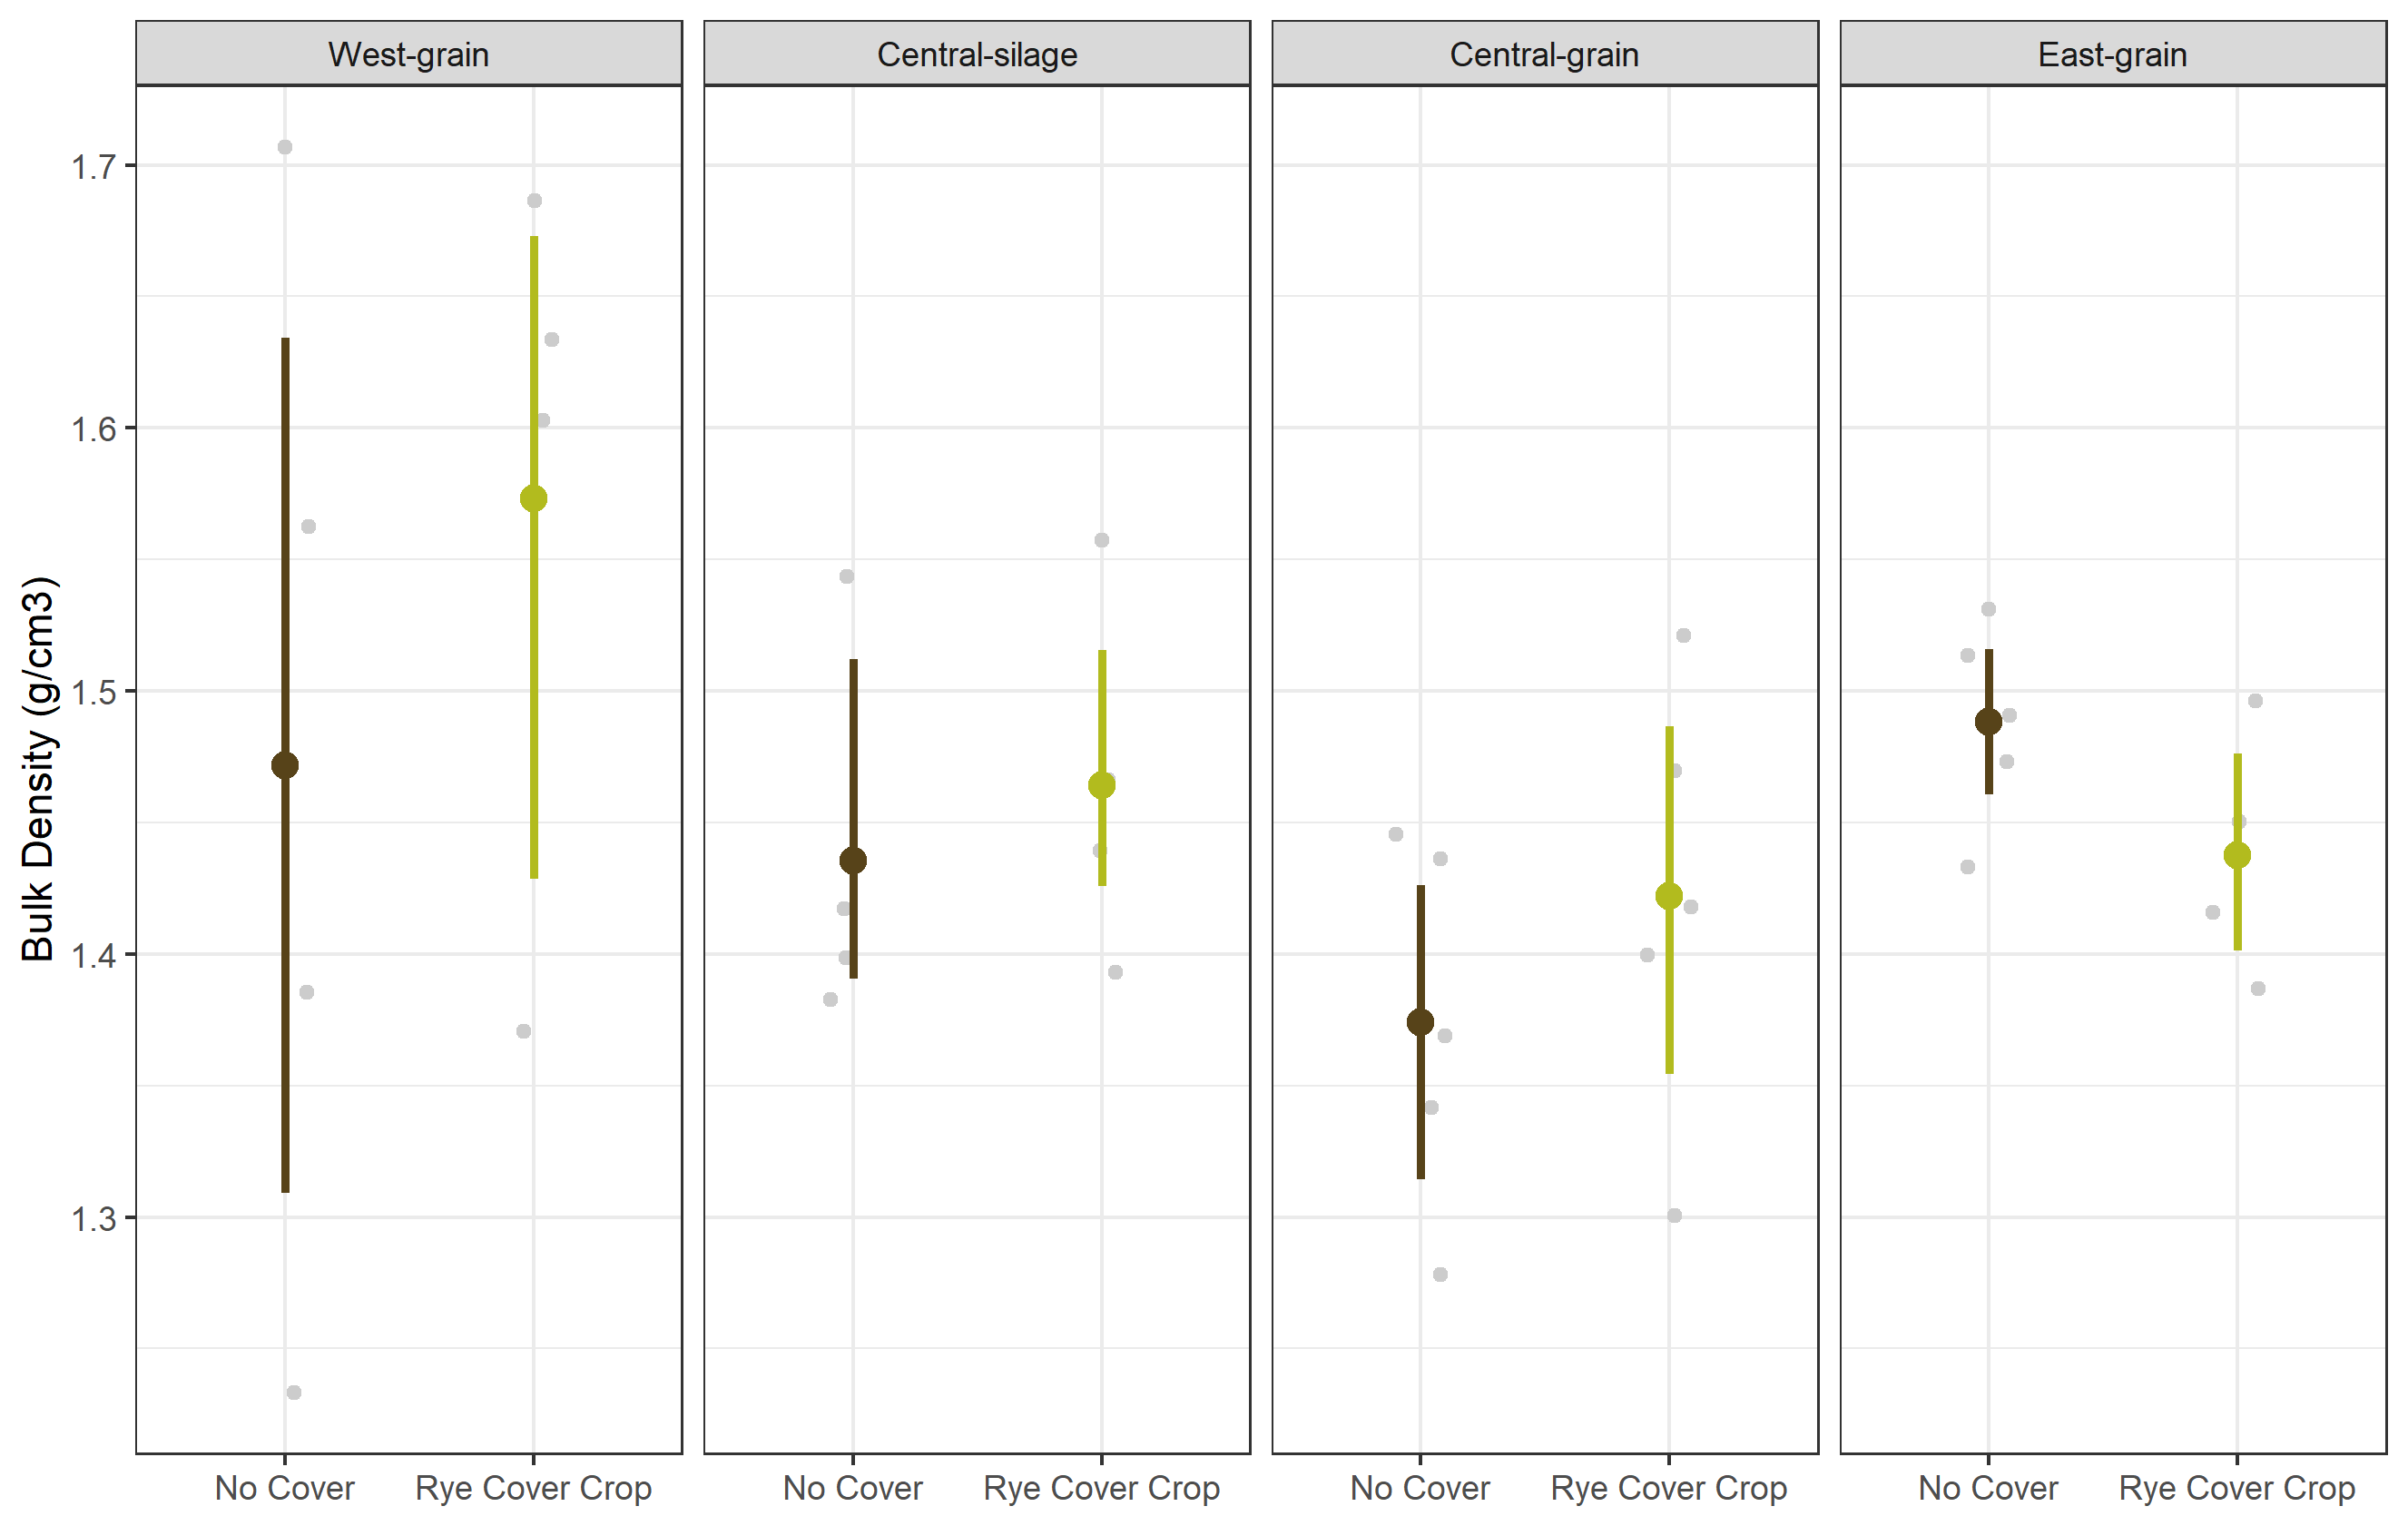 West-grain
Central-silage
Central-grain
East-grain
Bulk Density (g/cm3)
1.7
1.6
1.5
1.4
1.3
No Cover
Rye Cover Crop
No Cover
Rye Cover Crop
No Cover
Rye Cover Crop
No Cover
Rye Cover Crop